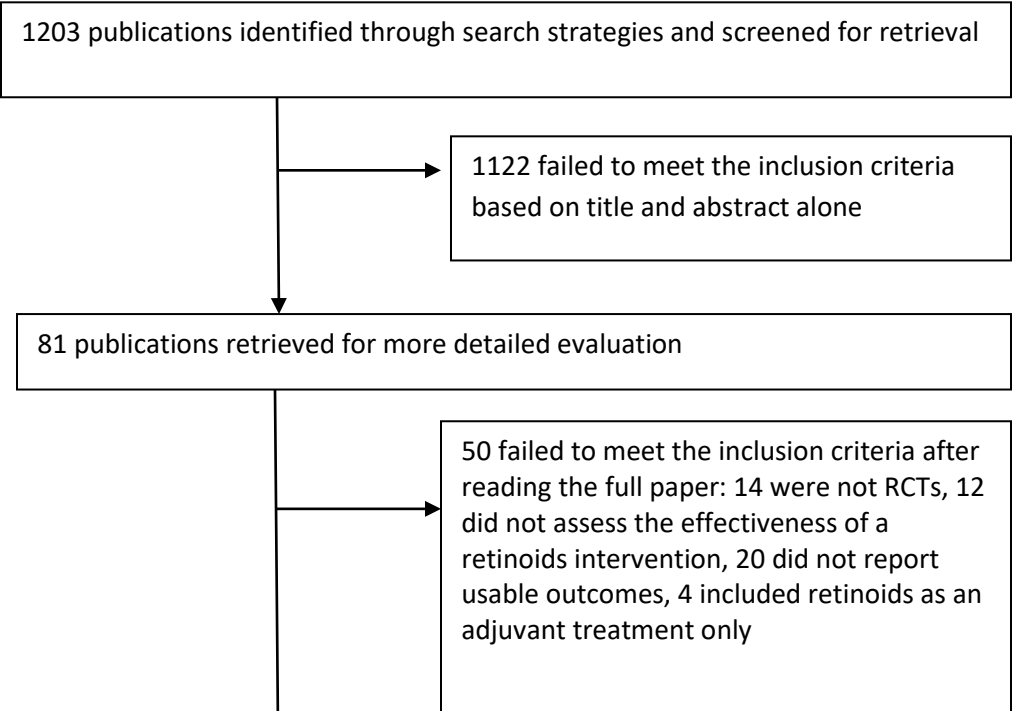 1203 publications identified through search strategies and screened for retrieval
1122 failed to meet the inclusion criteria
based on title and abstract alone
81 publications retrieved for more detailed evaluation
50 failed to meet the inclusion criteria after
reading the full paper: 14 were not RCTs, 12
did not assess the effectiveness of a
retinoids intervention, 20 did not report
usable outcomes, 4 included retinoids as an
adjuvant treatment only